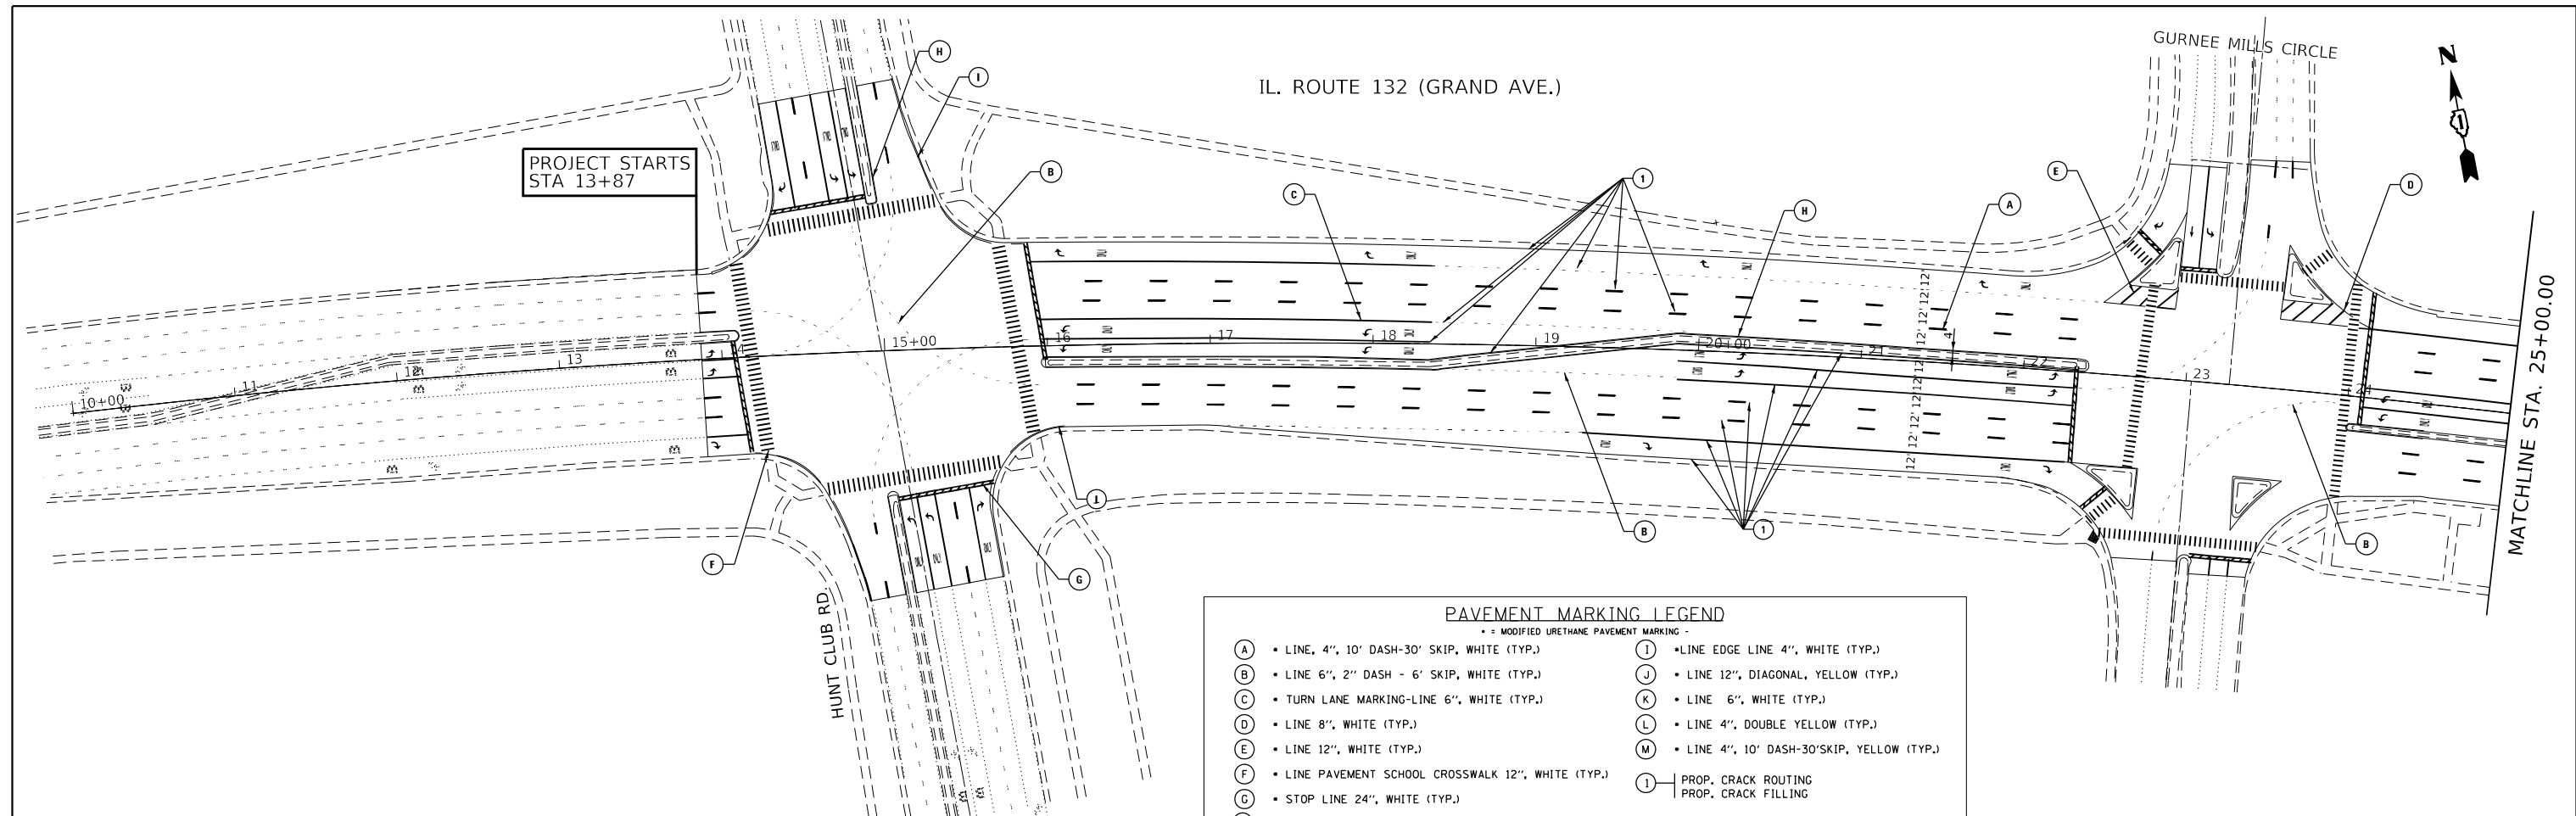 GURNEE MILLS CIRCLE
N
IL. ROUTE 132 (GRAND AVE.)
H
I
B
PROJECT STARTS
STA 13+87
C
1
H
A
E
D
MATCHLINE STA. 25+00.00
10+00
11
12
13
14
15+00
16
17
18
19
20+00
21
22
23
24
12' 12' 12' 12'
4'
12' 12' 12' 12' 12' 12'
I
F
G
B
1
B
HUNT CLUB RD.
PAVEMENT MARKING LEGEND
* = MODIFIED URETHANE PAVEMENT MARKING -
A * LINE, 4", 10' DASH-30' SKIP, WHITE (TYP.)
B * LINE 6", 2" DASH - 6' SKIP, WHITE (TYP.)
C * TURN LANE MARKING-LINE 6", WHITE (TYP.)
D * LINE 8", WHITE (TYP.)
E * LINE 12", WHITE (TYP.)
F * LINE PAVEMENT SCHOOL CROSSWALK 12", WHITE (TYP.)
G * STOP LINE 24", WHITE (TYP.)
I *LINE EDGE LINE 4", WHITE (TYP.)
J * LINE 12", DIAGONAL, YELLOW (TYP.)
K * LINE 6", WHITE (TYP.)
L * LINE 4", DOUBLE YELLOW (TYP.)
M * LINE 4", 10' DASH-30'SKIP, YELLOW (TYP.)
1 PROP. CRACK ROUTING
PROP. CRACK FILLING